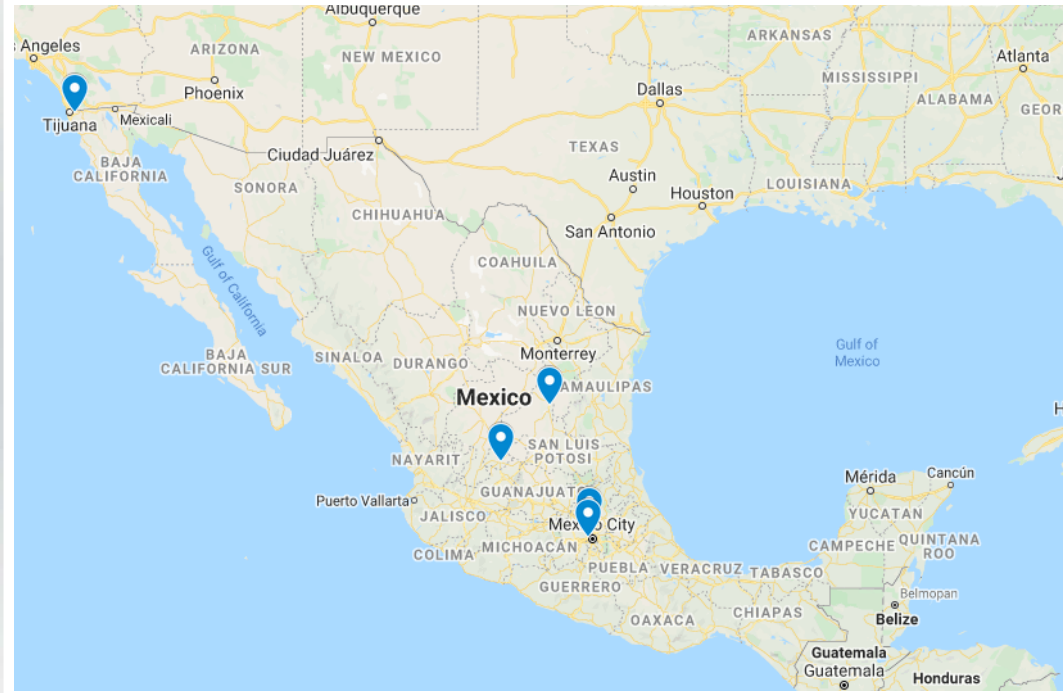 Albuquerque
s Angeles
ARIZONA
NEW MEXICO
ARKANSAS
Atlanta
Phoenix
Dallas
MISSISSIPPI
ALABAMA
GEOR
Tijuana
Mexicali
Ciudad Juárez
TEXAS
BAJA
CALIFORNIA
SONORA
Austin
Houston
LOUISIANA
CHIHUAHUA
San Antonio
COAHUILA
Gulf of
California
NUEVO LEON
Monterrey
Gulf of
Mexico
BAJA
CALIFORNIA SUR
SINALOA
DURANGO
Mexico
AMAULIPAS
H
NAYARIT
SAN LUIS
POTOSI
Mérida
Cancún
GUANAJUATO
Puerto Vallarta
JALISCO
Mexico City
YUCATAN
COLIMA
MICHOACÁN
CAMPECHE
QUINTANA
ROO
PUEBLA
VERACRUZ
TABASCO
GUERRERO
Belmopan
OAXACA
CHIAPAS
Belize
Guatemala
Guatemala
Honduras